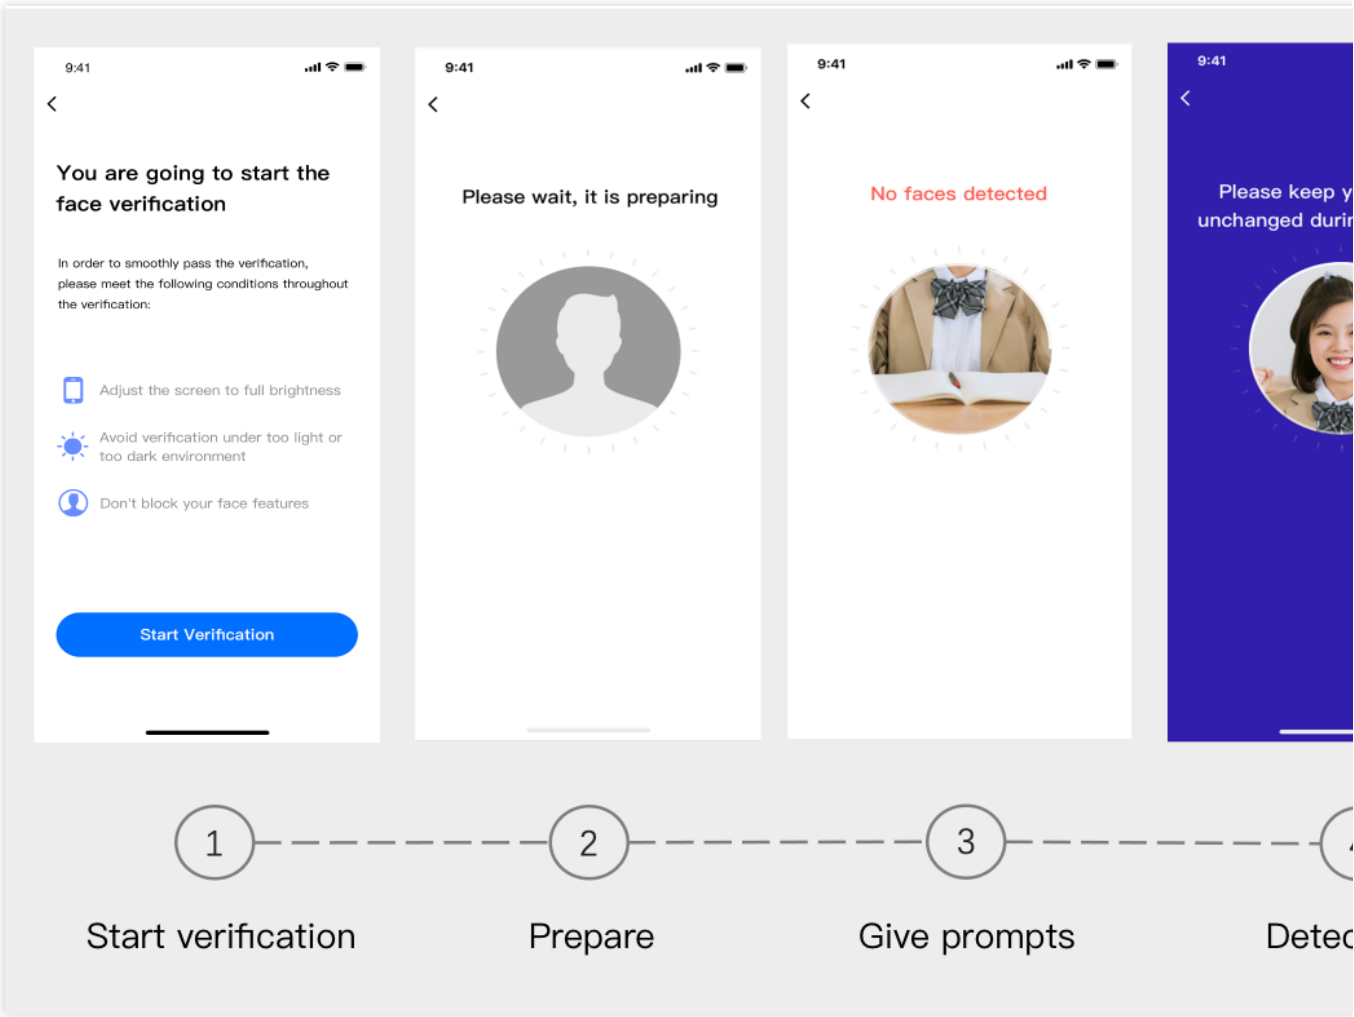 9:41
You are going to start the
face verification
In order to smoothly pass the verification,
please meet the following conditions throughout
the verification:
Adjust the screen to full brightness
Avoid verification under too light or
too dark environment
Don't block your face features
Start Verification
9:41
Please wait, it is preparing
9:41
No faces detected
9:41
Please keep
unchanged
1
2
3
Start verification
Prepare
Give prompts